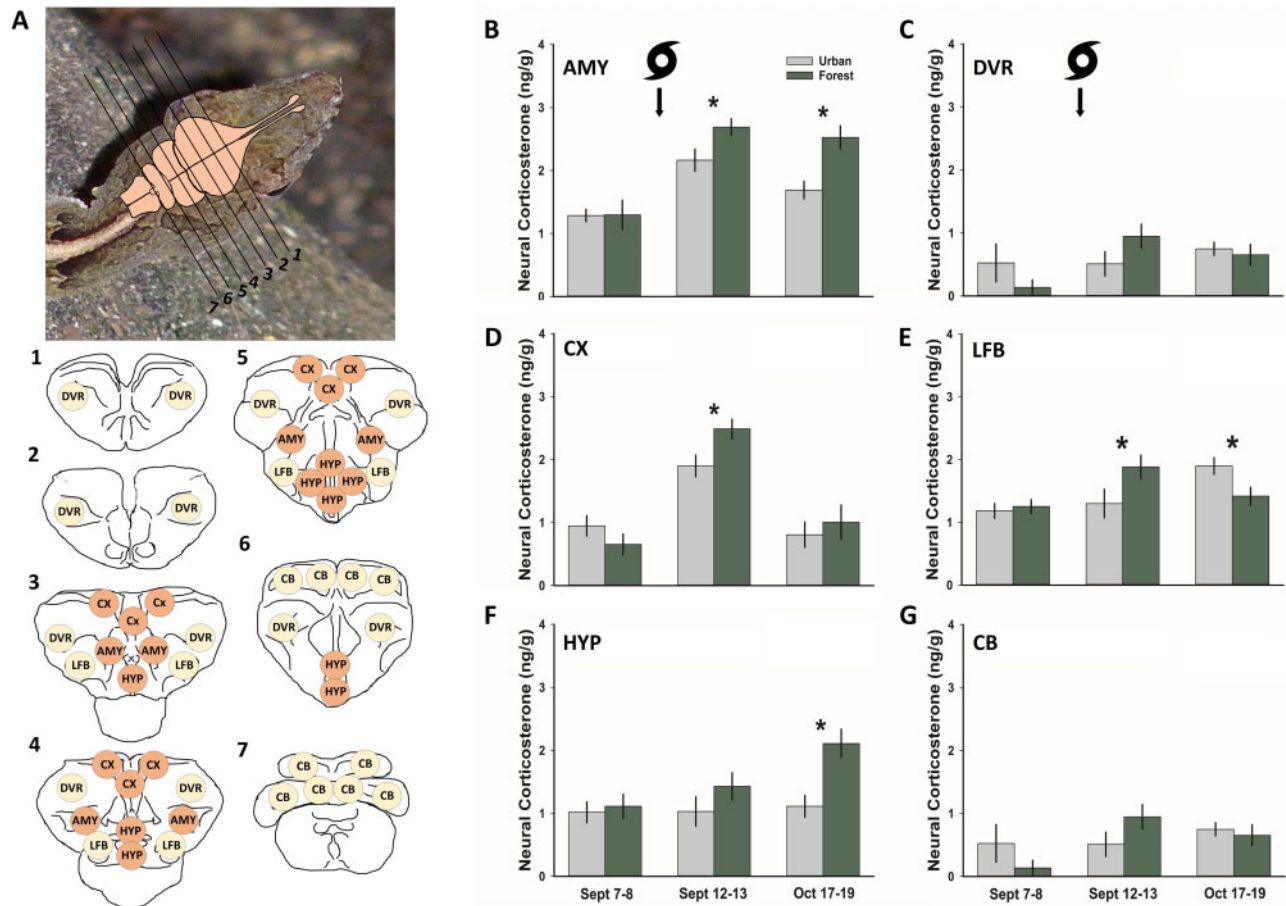 A
7 6 5 4 3 2 1
1
DVR DVR
2
DVR DVR
3
CX Cx
Cx
DVR AMY AMY DVR
LFB HYP LFB
4
CX CX
CX
DVR DVR
AMY HYP AMY
LFB HYP LFB
5
CX CX
CX
DVR DVR
AMY AMY
LFB HYP LFB
HYP HYP
HYP
6
CB CB CB CB
DVR DVR
HYP
HYP
7
CB CB
CB CB CB CB
B
AMY
Urban
Forest
Neural Corticosterone (ng/g)
4
3
2
1
0
*
*
C
DVR
Neural Corticosterone (ng/g)
4
3
2
1
0
D
CX
Neural Corticosterone (ng/g)
4
3
2
1
0
*
E
LFB
Neural Corticosterone (ng/g)
4
3
2
1
0
*
*
F
HYP
Neural Corticosterone (ng/g)
4
3
2
1
0
*
Sept 7-8 Sept 12-13 Oct 17-19
G
CB
Neural Corticosterone (ng/g)
4
3
2
1
0
Sept 7-8 Sept 12-13 Oct 17-19